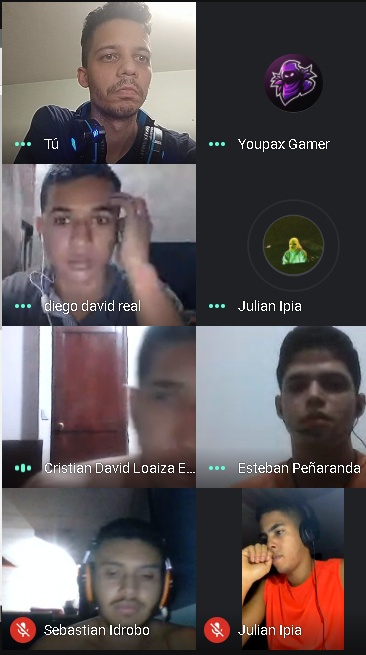 Tú
Youpax Gamer
diego david real
Julian Ipia
Cristian David Loaiza E...
Esteban Peñaranda
Sebastian Idrobo
Julian Ipia